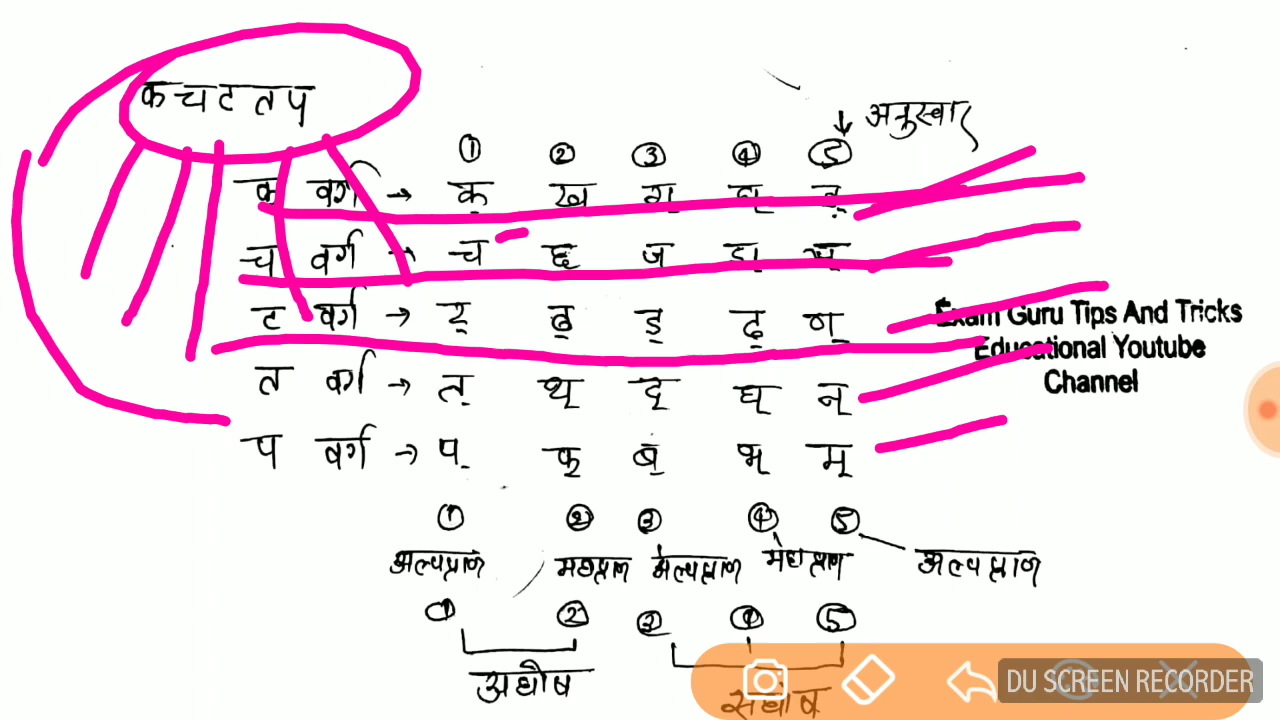 क च ट त प
↓ अनुस्वार
① ② ③ ④ ⑤
क् वर्ग → क् ख् ग् घ् ङ्
च वर्ग → च छ् ज झ् ञ्
ट वर्ग → ट् ठ् ड् ढ् ण्
त वर्ग → त् थ् द् ध् न्
प वर्ग → प् फ् ब् भ् म्
Exam Guru Tips And Tricks
Educational Youtube
Channel
① ② ③ ④ ⑤
अल्पप्राण महाप्राण अल्पप्राण महाप्राण अल्पप्राण
① ② ③ ④ ⑤
अघोष सघोष
DU SCREEN RECORDER